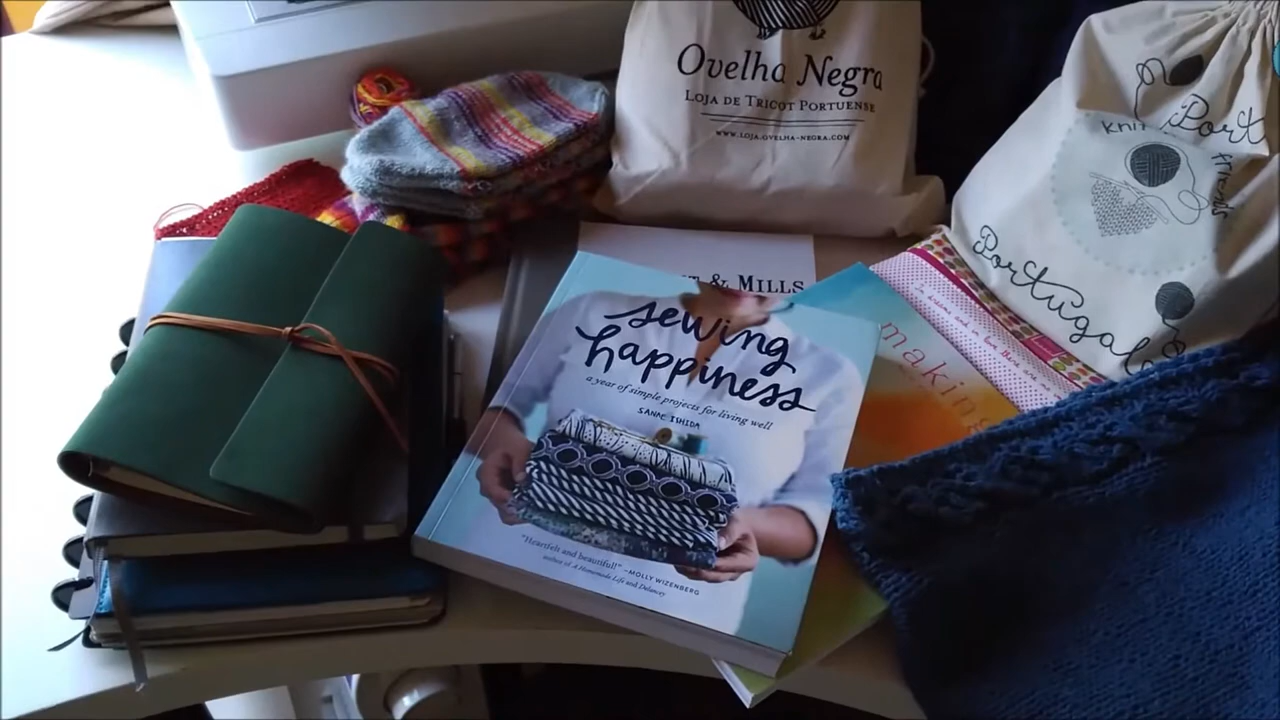 Ovelha Negra
LOJA DE TRICOT PORTUENSE
WWW.LOJA.OVELHA-NEGRA.COM
Port
Knit
friends
Portugal
& MILLS
making
sewing
happiness
a year of simple projects for living well
SANAE ISHIDA
"Heartfelt and beautiful!" –MOLLY WIZENBERG
author of A Homemade Life and Delancey